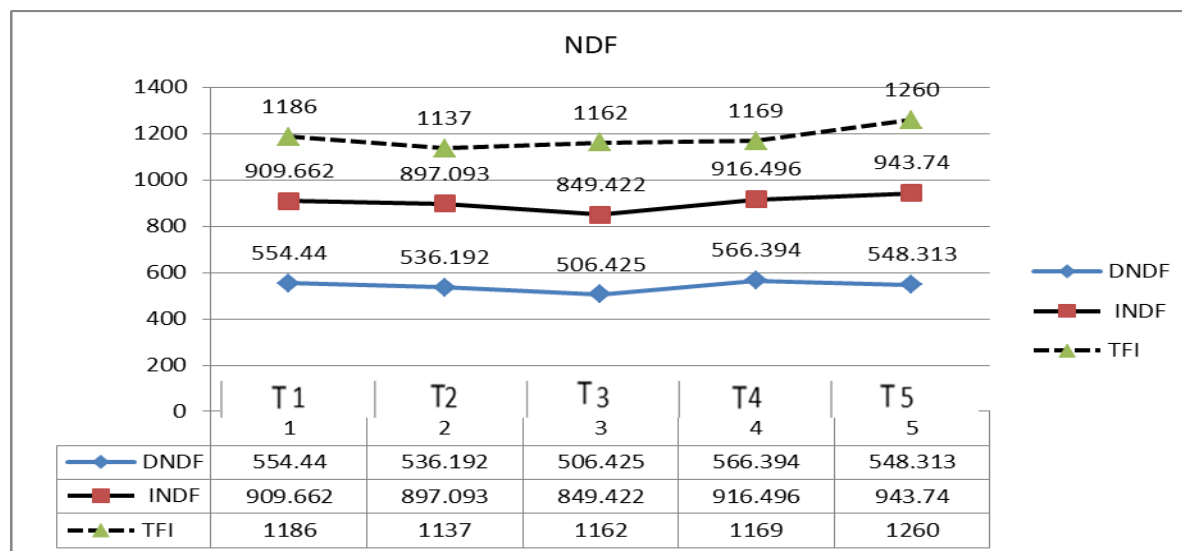 NDF
1400
1200
1000
800
600
400
200
0
1186 1137 1162 1169 1260
909.662 897.093 849.422 916.496 943.74
554.44 536.192 506.425 566.394 548.313
T1 T2 T3 T4 T5
1 2 3 4 5
DNDF 554.44 536.192 506.425 566.394 548.313
INDF 909.662 897.093 849.422 916.496 943.74
TFI 1186 1137 1162 1169 1260
DNDF
INDF
TFI